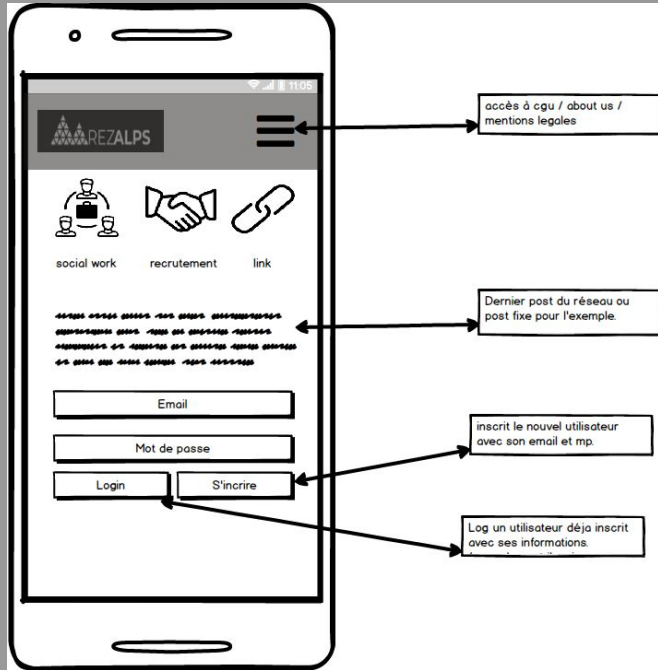 11:05
AREZALPS
accès à cgu / about us /
mentions legales
social work recrutement link
Dernier post du réseau ou
post fixe pour l'exemple.
Email
Mot de passe
inscrit le nouvel utilisateur
avec son email et mp.
Login S'incrire
Log un utilisateur déja inscrit
avec ses informations.